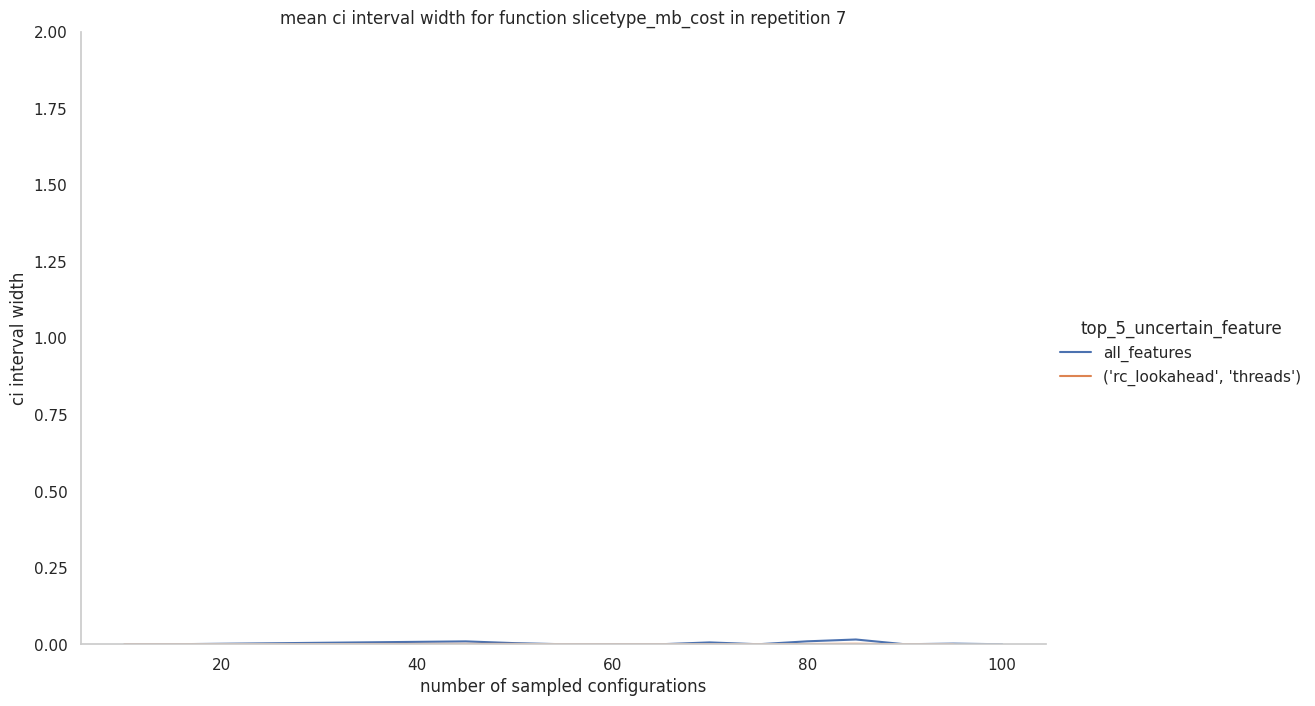 mean ci interval width for function slicetype_mb_cost in repetition 7
2.00
1.75
1.50
1.25
1.00
0.75
0.50
0.25
0.00
ci interval width
20
40
60
80
100
number of sampled configurations
top_5_uncertain_feature
all_features
('rc_lookahead', 'threads')